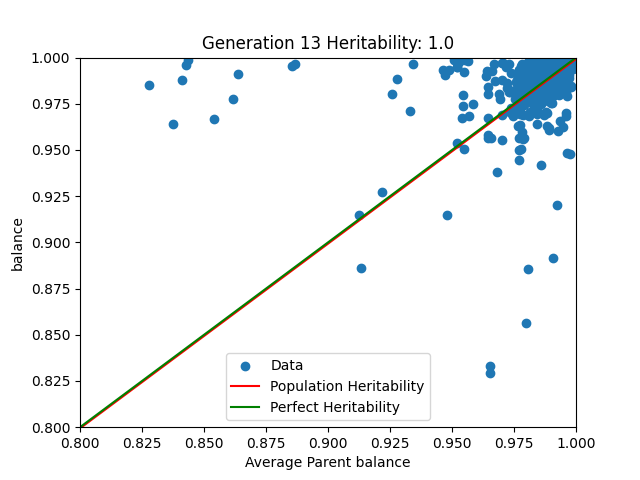 Generation 13 Heritability: 1.0
balance
1.000
0.975
0.950
0.925
0.900
0.875
0.850
0.825
0.800
Data
Population Heritability
Perfect Heritability
0.800 0.825 0.850 0.875 0.900 0.925 0.950 0.975 1.000
Average Parent balance